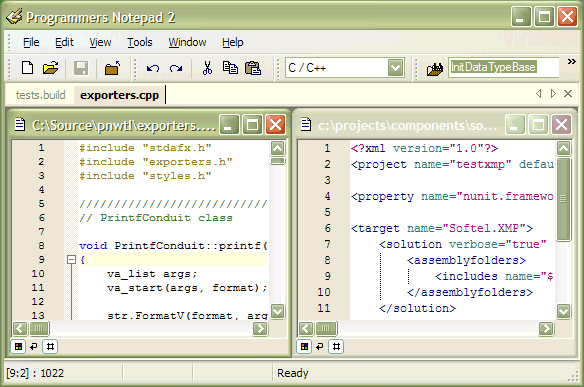 Programmers Notepad 2
File Edit View Tools Window Help
C / C++ InitDataTypeBase »
tests.build exporters.cpp
C:\Source\pnwtl\exporters....
1 #include "stdafx.h"
2 #include "exporters.h"
3 #include "styles.h"
4
5 ////////////////////////////
6 // PrintfConduit class
7
8 void PrintfConduit::printf(
9 {
10 va_list args;
11 va_start(args, format);
12
13 str.FormatV(format, arg
c:\projects\components\so...
1 <?xml version="1.0"?>
2 <project name="testxmp" defau
3
4 <property name="nunit.framewo
5
6 <target name="Softel.XMP">
7 <solution verbose="true"
8 <assemblyfolders>
9 <includes name="$
10 </assemblyfolders>
11 </solution>
[9:2] : 1022 Ready